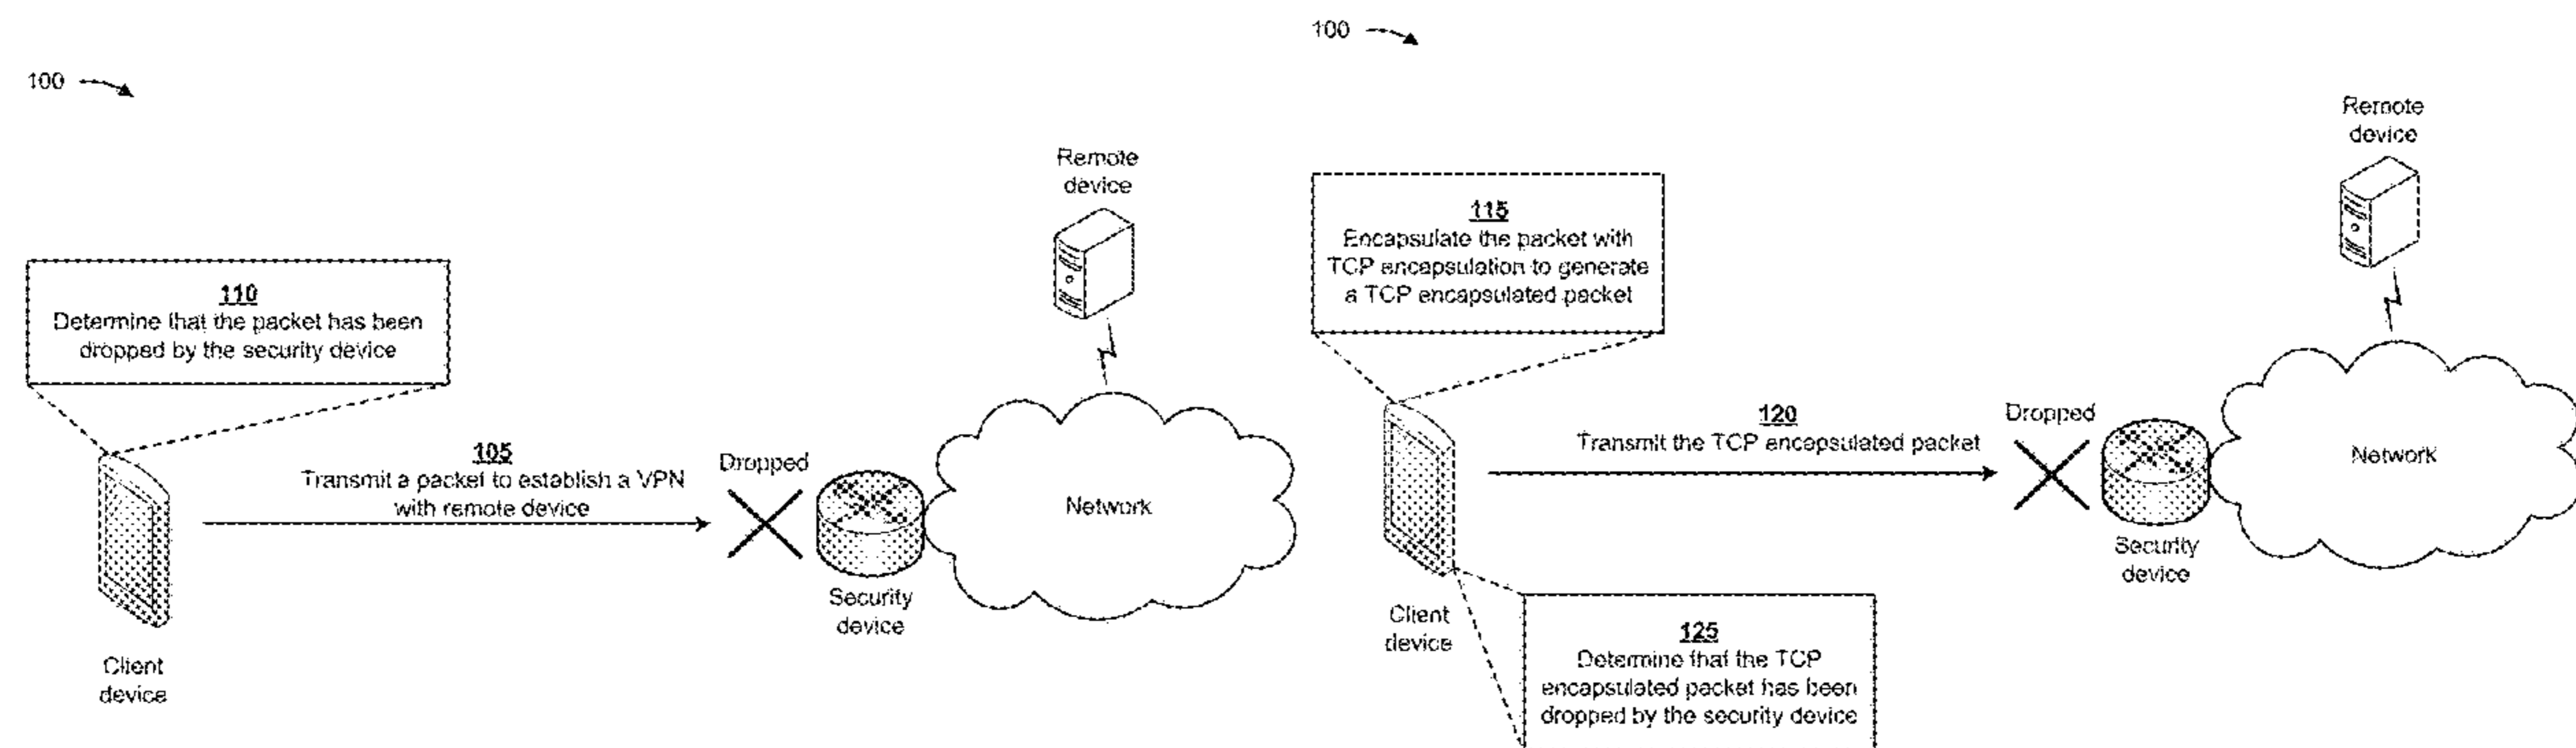 100
Remote
device
110
Determine that the packet has been
dropped by the security device
105
Transmit a packet to establish a VPN
with remote device
Dropped
Network
Security
device
Client
device
100
Remote
device
115
Encapsulate the packet with
TCP encapsulation to generate
a TCP encapsulated packet
120
Transmit the TCP encapsulated packet
Dropped
Network
Security
device
Client
device
125
Determine that the TCP
encapsulated packet has been
dropped by the security device